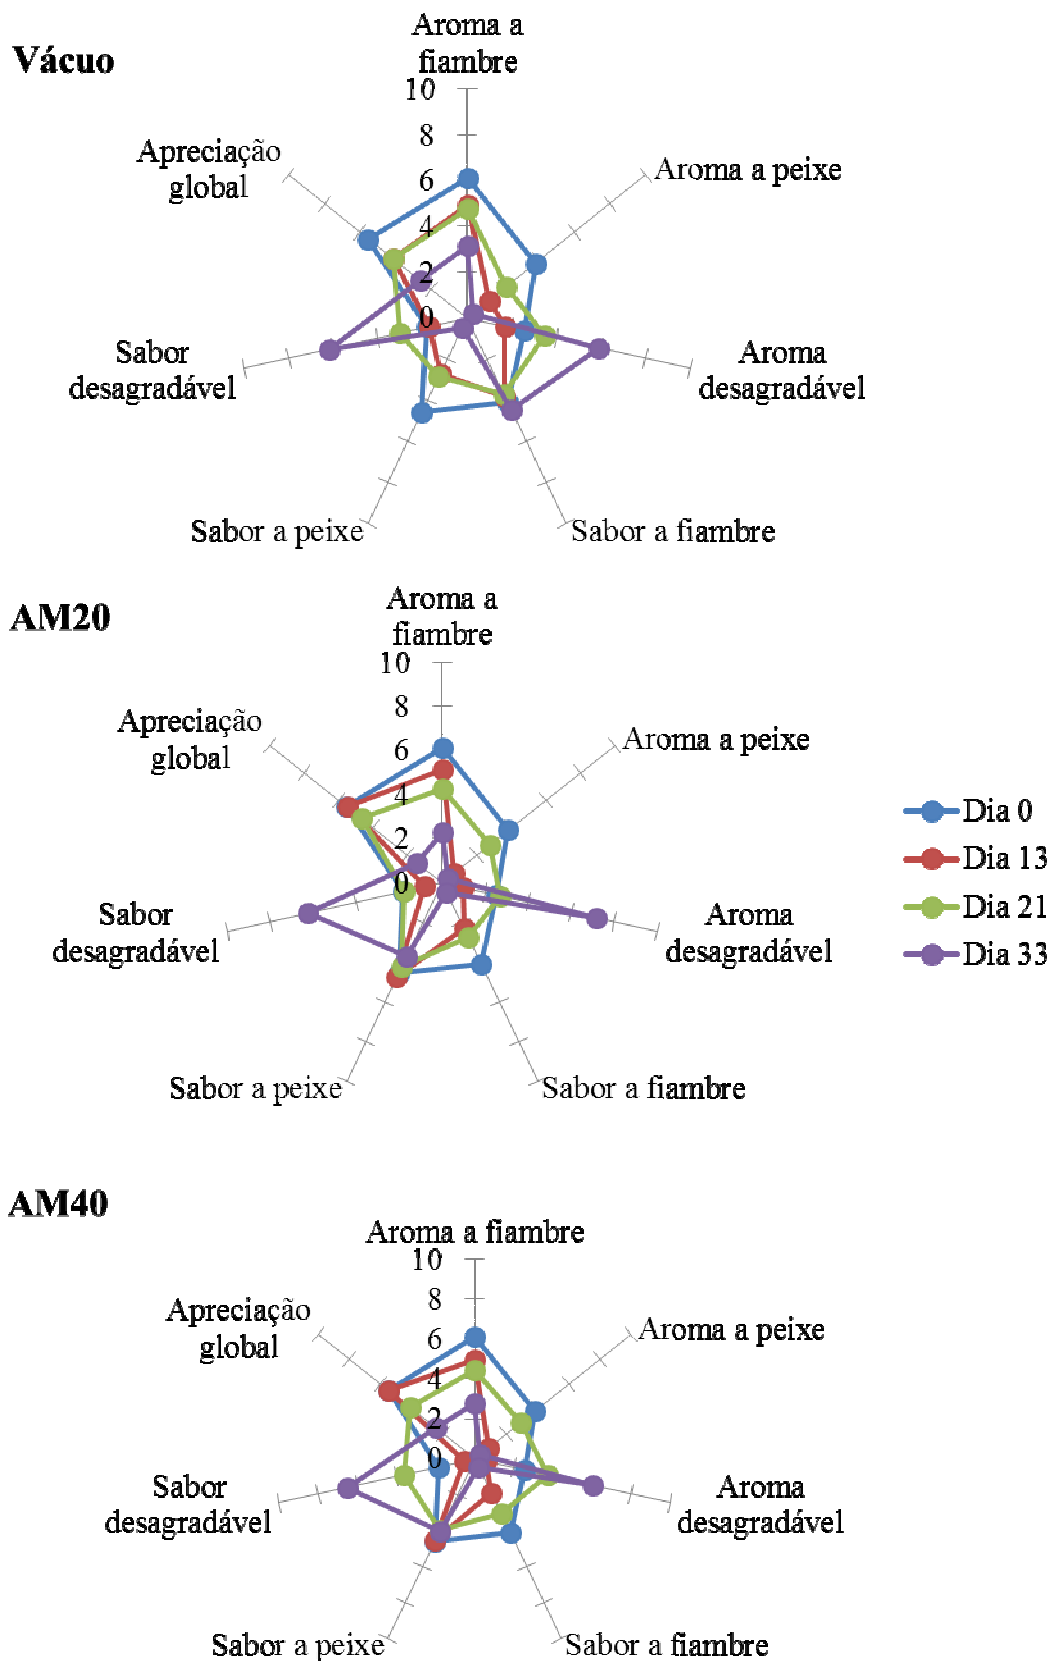 Vácuo
Aroma a
fiambre
10
8
6
4
2
0
Apreciação
global
Aroma a peixe
Sabor
desagradável
Aroma
desagradável
Sabor a peixe
Sabor a fiambre
AM20
Aroma a
fiambre
10
8
6
4
2
0
Apreciação
global
Aroma a peixe
Dia 0
Dia 13
Dia 21
Dia 33
Sabor
desagradável
Aroma
desagradável
Sabor a peixe
Sabor a fiambre
AM40
Aroma a fiambre
10
8
6
4
2
0
Apreciação
global
Aroma a peixe
Sabor
desagradável
Aroma
desagradável
Sabor a peixe
Sabor a fiambre